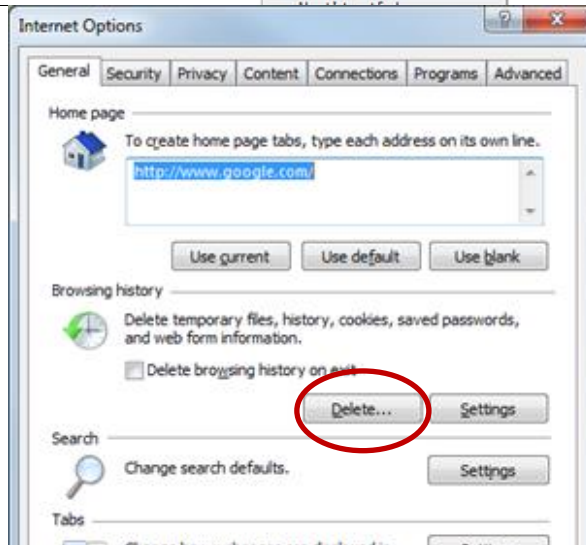 Internet Options
General Security Privacy Content Connections Programs Advanced
Home page
To create home page tabs, type each address on its own line.
http://www.google.com/
Use current Use default Use blank
Browsing history
Delete temporary files, history, cookies, saved passwords,
and web form information.
Delete browsing history on exit
Delete... Settings
Search
Change search defaults.
Settings
Tabs